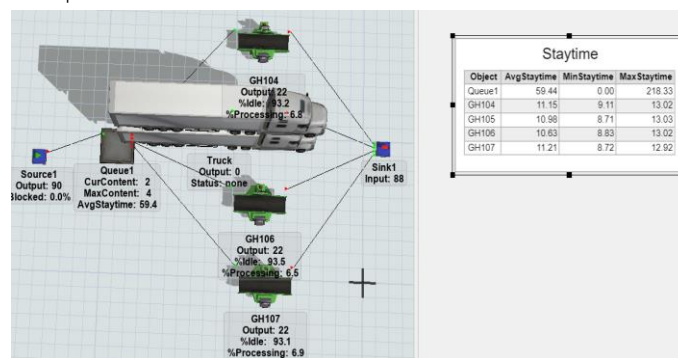 GH104
Output: 22
%Idle: 93.2
%Processing: 6.8
Source1
Output: 90
Blocked: 0.0%
Queue1
CurContent: 2
MaxContent: 4
AvgStaytime: 59.4
Truck
Output: 0
Status: none
Sink1
Input: 88
GH106
Output: 22
%Idle: 93.5
%Processing: 6.5
GH107
Output: 22
%Idle: 93.1
%Processing: 6.9
Staytime
Object AvgStaytime MinStaytime MaxStaytime
Queue1 59.44 0.00 218.33
GH104 11.15 9.11 13.02
GH105 10.98 8.71 13.03
GH106 10.63 8.83 13.02
GH107 11.21 8.72 12.92